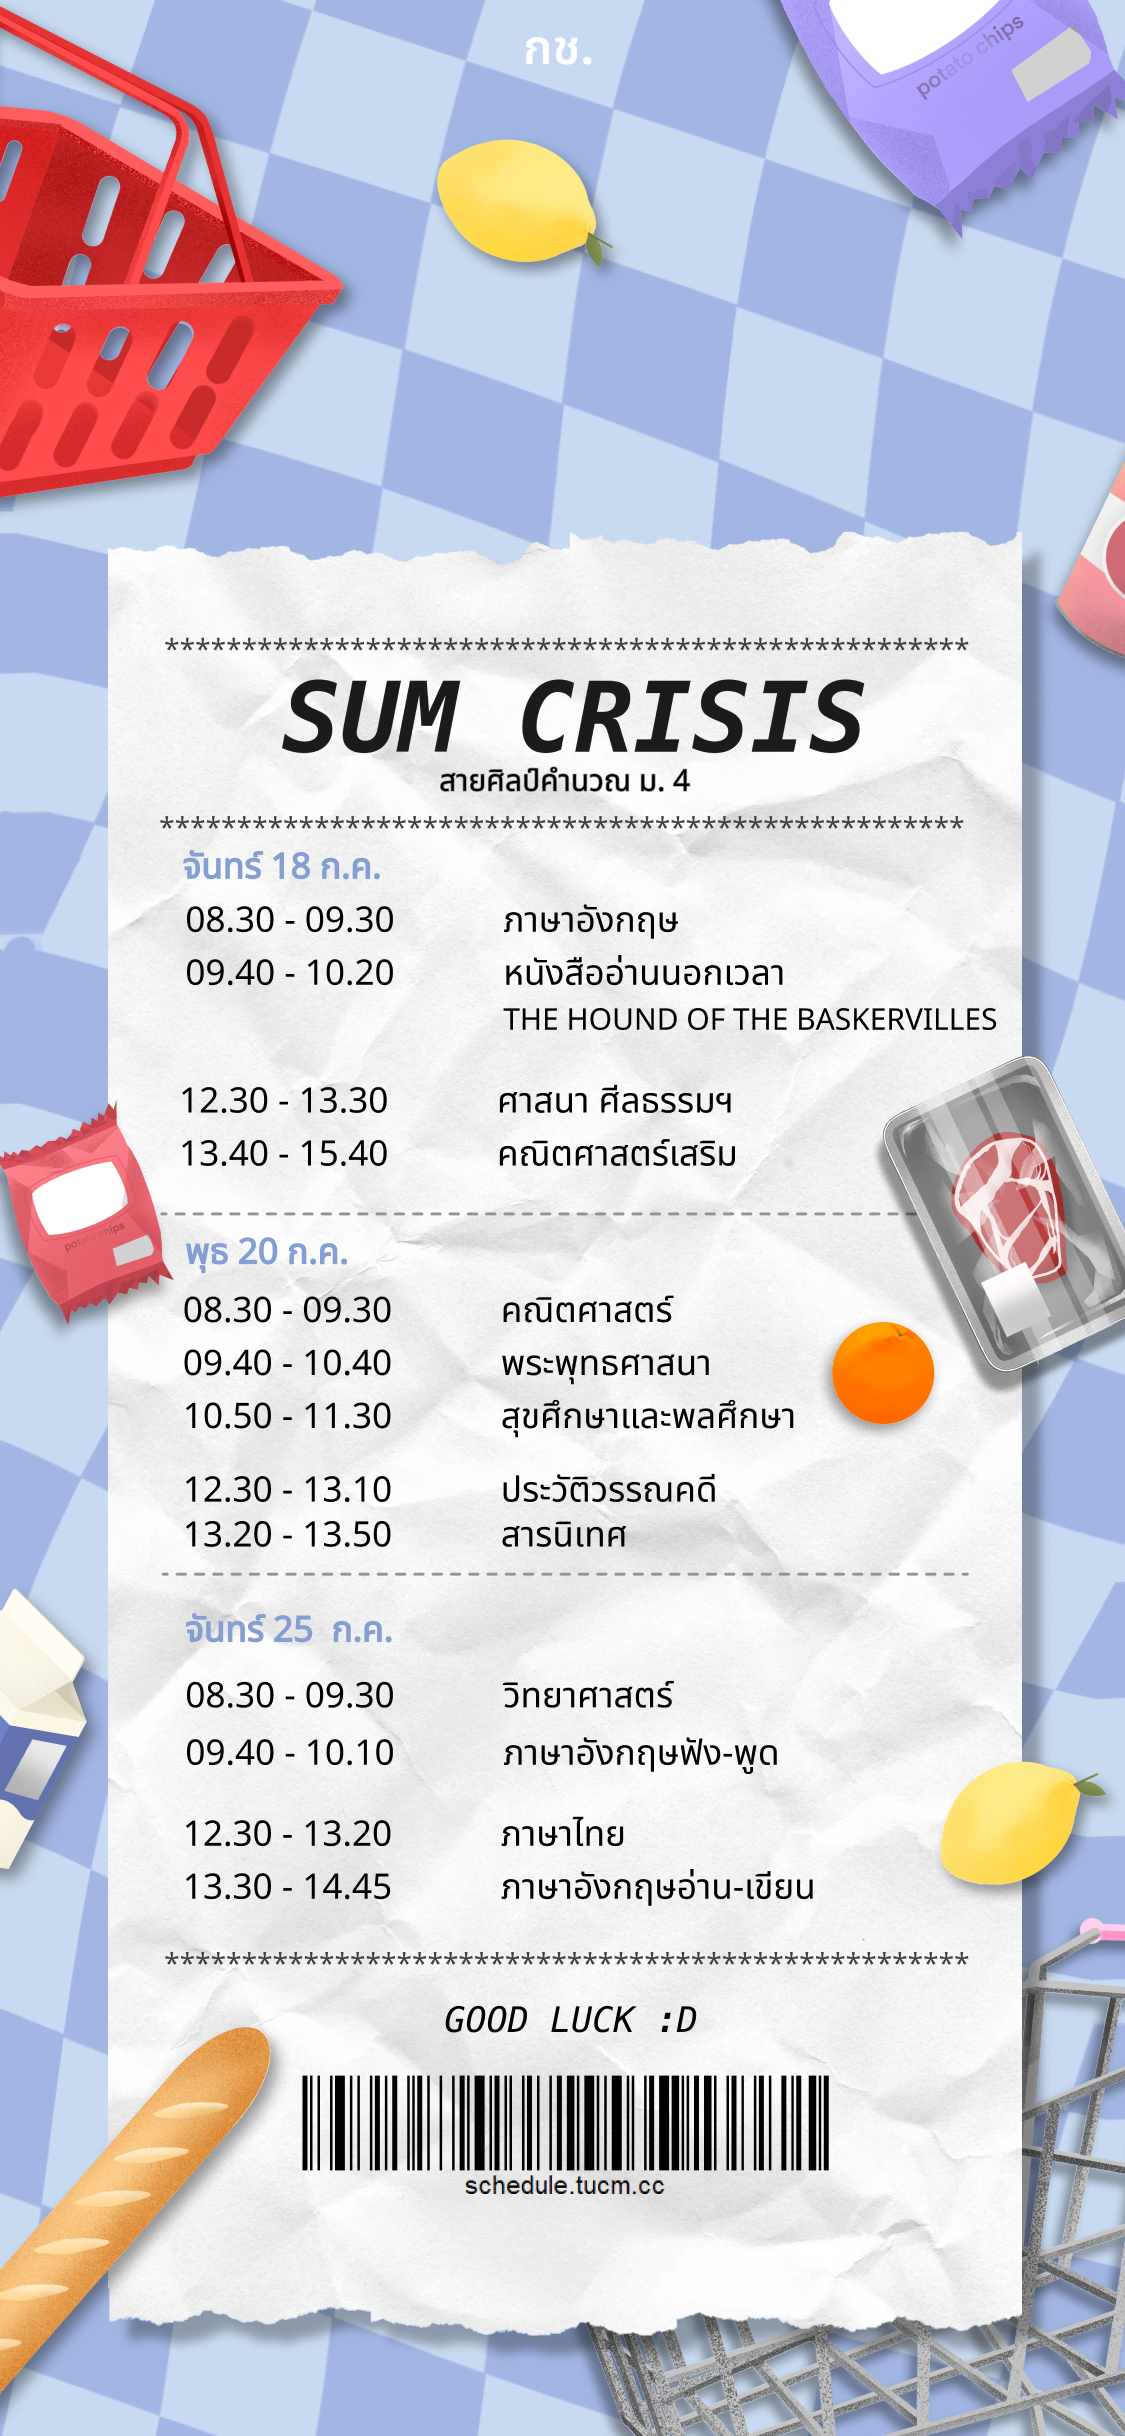 กช.
potato chips
****************************************************
SUM CRISIS
สายศิลป์คำนวณ ม. 4
****************************************************
จันทร์ 18 ก.ค.
08.30 - 09.30 ภาษาอังกฤษ
09.40 - 10.20 หนังสืออ่านนอกเวลา
THE HOUND OF THE BASKERVILLES
12.30 - 13.30 ศาสนา ศีลธรรมฯ
13.40 - 15.40 คณิตศาสตร์เสริม
potato chips
พุธ 20 ก.ค.
08.30 - 09.30 คณิตศาสตร์
09.40 - 10.40 พระพุทธศาสนา
10.50 - 11.30 สุขศึกษาและพลศึกษา
12.30 - 13.10 ประวัติวรรณคดี
13.20 - 13.50 สารนิเทศ
จันทร์ 25 ก.ค.
08.30 - 09.30 วิทยาศาสตร์
09.40 - 10.10 ภาษาอังกฤษฟัง-พูด
12.30 - 13.20 ภาษาไทย
13.30 - 14.45 ภาษาอังกฤษอ่าน-เขียน
****************************************************
GOOD LUCK :D
schedule.tucm.cc